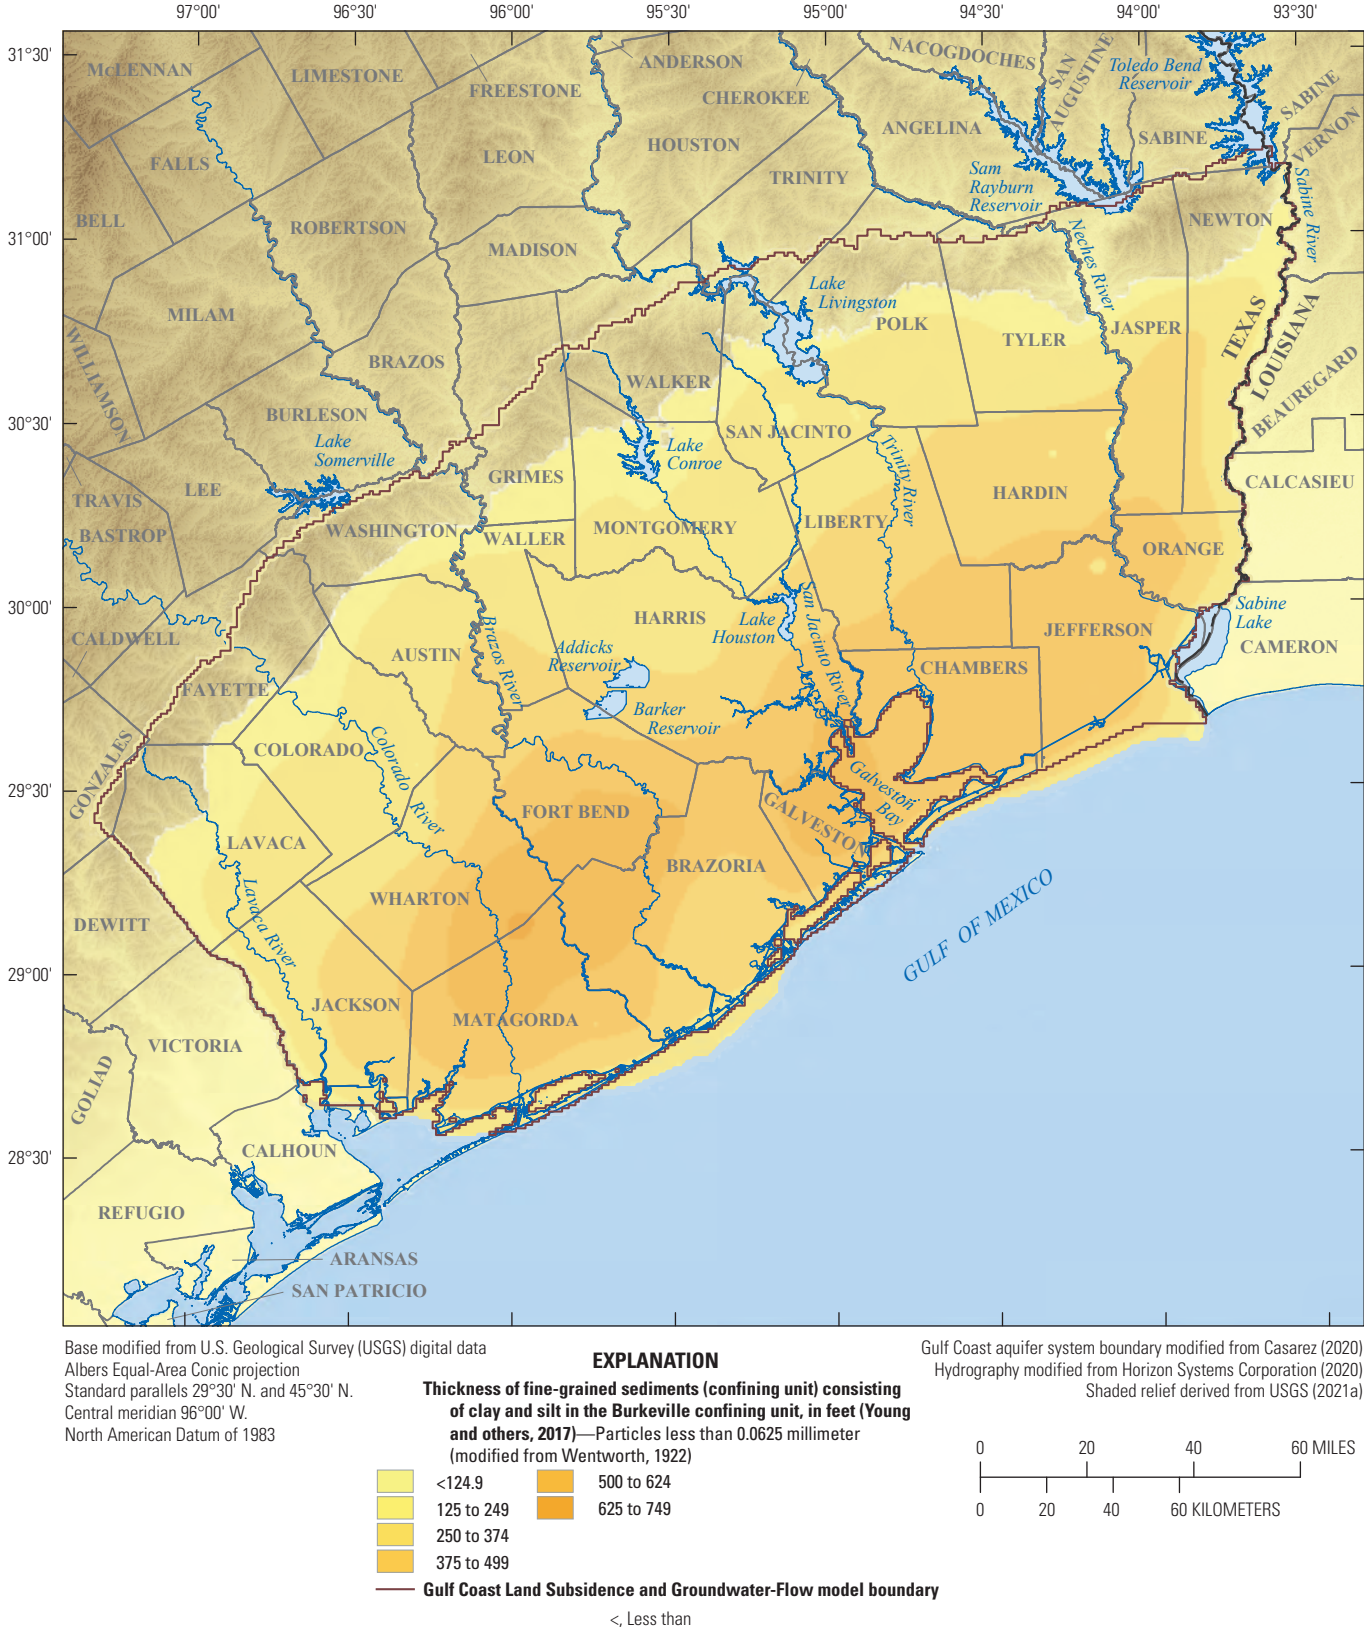 97°00'
96°30'
96°00'
95°30'
95°00'
94°30'
94°00'
93°30'
31°30'
31°00'
30°30'
30°00'
29°30'
29°00'
28°30'
McLENNAN
LIMESTONE
FREESTONE
ANDERSON
CHEROKEE
NACOGDOCHES
SAN
AUGUSTINE
Toledo Bend
Reservoir
SABINE
SABINE
VERNON
FALLS
LEON
HOUSTON
ANGELINA
TRINITY
Sam
Rayburn
Reservoir
Sabine River
BELL
ROBERTSON
MADISON
NEWTON
Neches River
MILAM
Lake
Livingston
POLK
TYLER
JASPER
TEXAS
LOUISIANA
WILLIAMSON
BRAZOS
WALKER
BEAUREGARD
BURLESON
Lake
Somerville
SAN JACINTO
Lake
Conroe
Trinity River
GRIMES
LEE
TRAVIS
BASTROP
WASHINGTON
WALLER
MONTGOMERY
LIBERTY
HARDIN
CALCASIEU
ORANGE
CALDWELL
HARRIS
Lake
Houston
San Jacinto River
JEFFERSON
Sabine
Lake
CAMERON
AUSTIN
Brazos River
Addicks
Reservoir
Barker
Reservoir
CHAMBERS
FAYETTE
GONZALES
COLORADO
Colorado
River
Galveston
Bay
FORT BEND
GALVESTON
LAVACA
BRAZORIA
WHARTON
Lavaca River
DEWITT
GULF OF MEXICO
JACKSON
MATAGORDA
VICTORIA
GOLIAD
CALHOUN
REFUGIO
ARANSAS
SAN PATRICIO
Base modified from U.S. Geological Survey (USGS) digital data
Albers Equal-Area Conic projection
Standard parallels 29°30' N. and 45°30' N.
Central meridian 96°00' W.
North American Datum of 1983
Gulf Coast aquifer system boundary modified from Casarez (2020)
Hydrography modified from Horizon Systems Corporation (2020)
Shaded relief derived from USGS (2021a)
EXPLANATION
Thickness of fine-grained sediments (confining unit) consisting
of clay and silt in the Burkeville confining unit, in feet (Young
and others, 2017)—Particles less than 0.0625 millimeter
(modified from Wentworth, 1922)
<124.9
125 to 249
250 to 374
375 to 499
500 to 624
625 to 749
Gulf Coast Land Subsidence and Groundwater-Flow model boundary
<, Less than
0 20 40 60 MILES
0 20 40 60 KILOMETERS